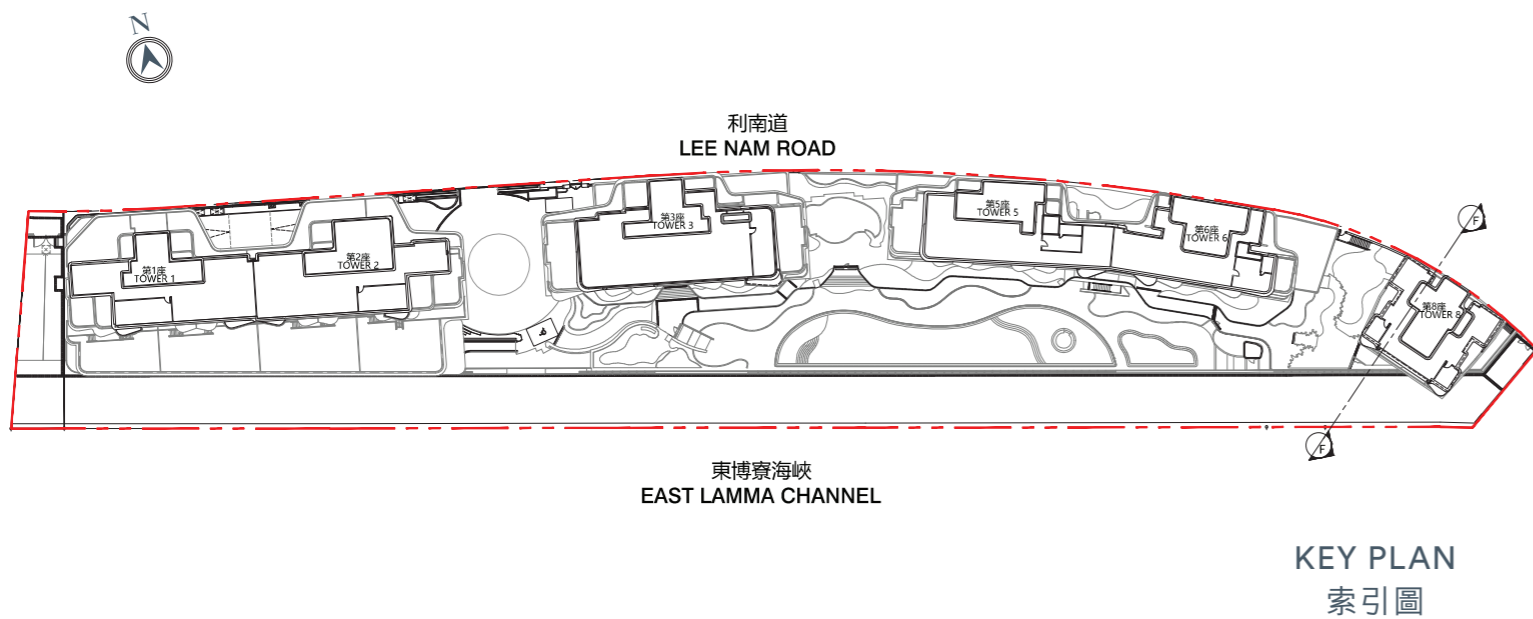 N
利南道
LEE NAM ROAD
第1座
TOWER 1
第2座
TOWER 2
第3座
TOWER 3
第5座
TOWER 5
第6座
TOWER 6
F
第8座
TOWER 8
F
東博寮海峽
EAST LAMMA CHANNEL
KEY PLAN
索引圖